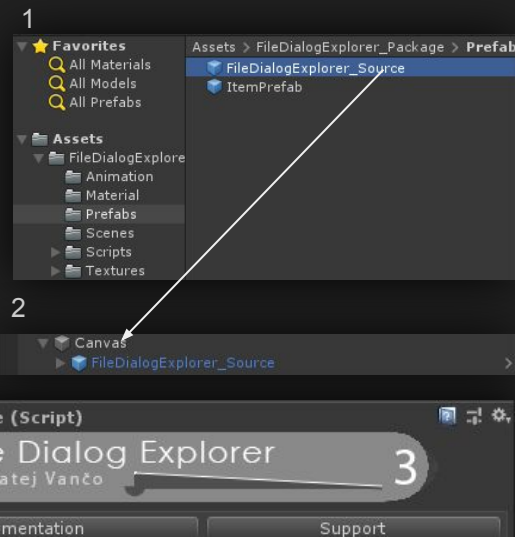 1
Favorites
Assets > FileDialogExplorer_Package > Prefab
All Materials
FileDialogExplorer_Source
All Models
ItemPrefab
All Prefabs
Assets
FileDialogExplore
Animation
Material
Prefabs
Scenes
Scripts
Textures
2
Canvas
FileDialogExplorer_Source
e (Script)
e Dialog Explorer
atej Vančo
3
mentation
Support